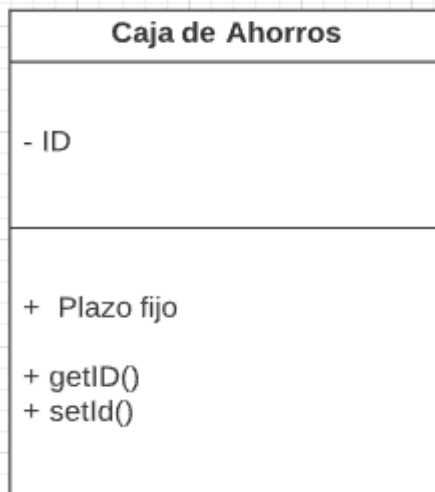 Caja de Ahorros
- ID
+ Plazo fijo
+ getID()
+ setId()